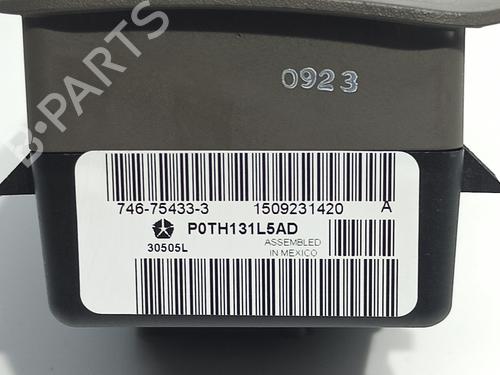 B·PARTS
0923
746-75433-3 1509231420 A
P0TH131L5AD
30505L
ASSEMBLED
IN MEXICO